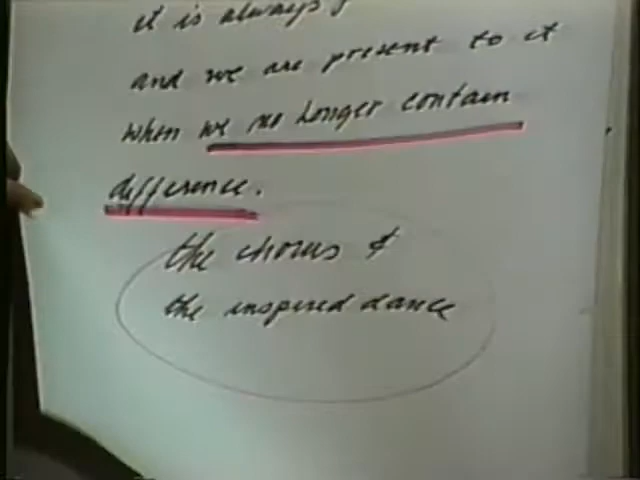 it is always
and we are present to it
when we no longer contain
difference.
the chorus &
the inspired dance